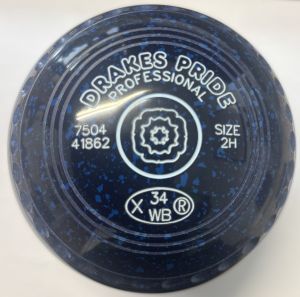 DRAKES PRIDE
PROFESSIONAL
7504
41862
SIZE
2H
X 34 ®
WB